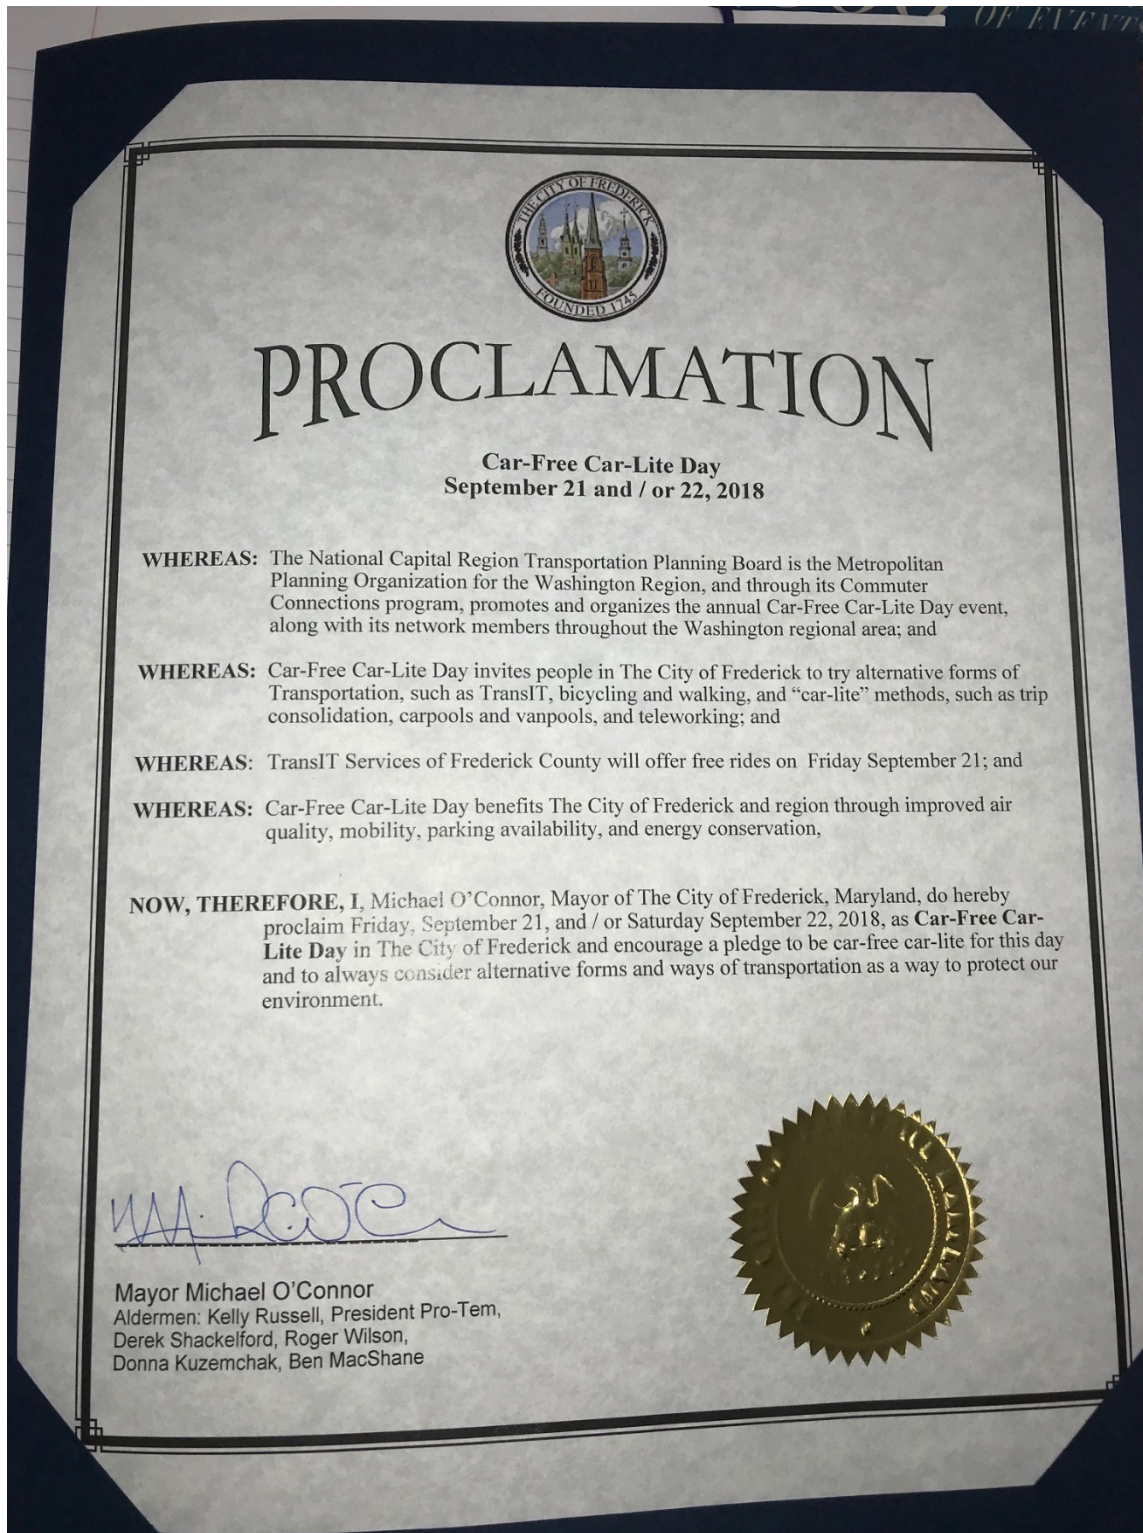 OF EVENTS
THE CITY OF FREDERICK
FOUNDED 1745
PROCLAMATION
Car-Free Car-Lite Day
September 21 and / or 22, 2018
WHEREAS: The National Capital Region Transportation Planning Board is the Metropolitan
Planning Organization for the Washington Region, and through its Commuter
Connections program, promotes and organizes the annual Car-Free Car-Lite Day event,
along with its network members throughout the Washington regional area; and
WHEREAS: Car-Free Car-Lite Day invites people in The City of Frederick to try alternative forms of
Transportation, such as TransIT, bicycling and walking, and “car-lite” methods, such as trip
consolidation, carpools and vanpools, and teleworking; and
WHEREAS: TransIT Services of Frederick County will offer free rides on Friday September 21; and
WHEREAS: Car-Free Car-Lite Day benefits The City of Frederick and region through improved air
quality, mobility, parking availability, and energy conservation,
NOW, THEREFORE, I, Michael O’Connor, Mayor of The City of Frederick, Maryland, do hereby
proclaim Friday, September 21, and / or Saturday September 22, 2018, as Car-Free Car-
Lite Day in The City of Frederick and encourage a pledge to be car-free car-lite for this day
and to always consider alternative forms and ways of transportation as a way to protect our
environment.
Mayor Michael O’Connor
Aldermen: Kelly Russell, President Pro-Tem,
Derek Shackelford, Roger Wilson,
Donna Kuzemchak, Ben MacShane